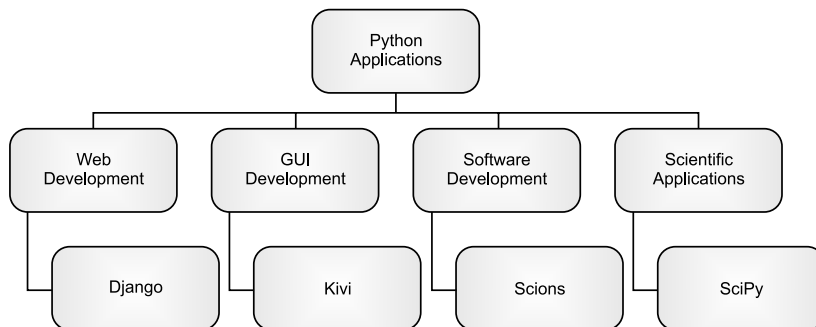 Python
Applications
Web
Development
GUI
Development
Software
Development
Scientific
Applications
Django
Kivi
Scions
SciPy